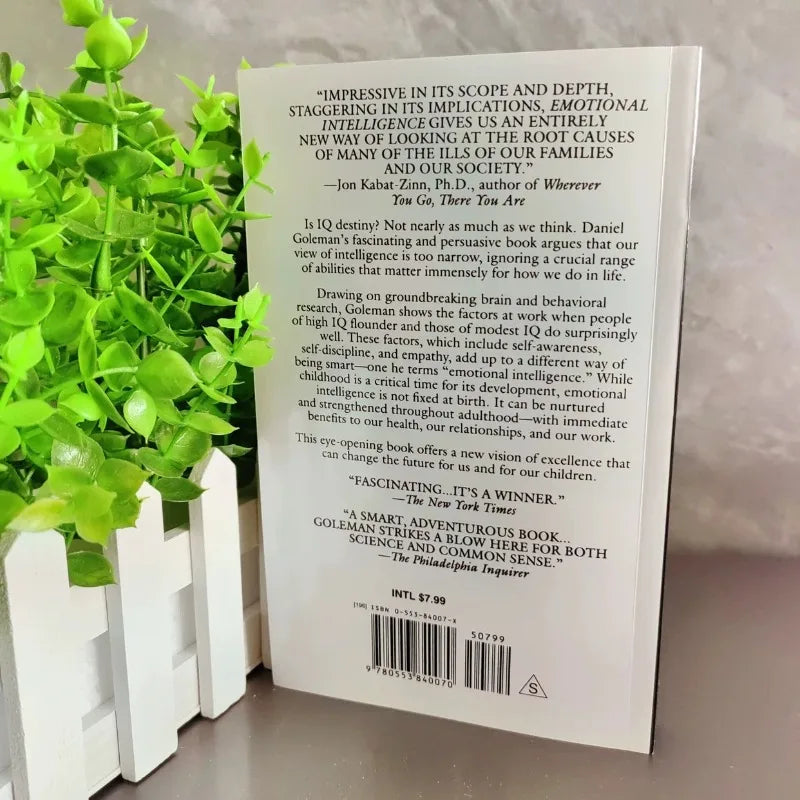 “IMPRESSIVE IN ITS SCOPE AND DEPTH,
STAGGERING IN ITS IMPLICATIONS, EMOTIONAL
INTELLIGENCE GIVES US AN ENTIRELY
NEW WAY OF LOOKING AT THE ROOT CAUSES
OF MANY OF THE ILLS OF OUR FAMILIES
AND OUR SOCIETY.”
—Jon Kabat-Zinn, Ph.D., author of Wherever
You Go, There You Are
Is IQ destiny? Not nearly as much as we think. Daniel
Goleman’s fascinating and persuasive book argues that our
view of intelligence is too narrow, ignoring a crucial range
of abilities that matter immensely for how we do in life.
Drawing on groundbreaking brain and behavioral
research, Goleman shows the factors at work when people
of high IQ flounder and those of modest IQ do surprisingly
well. These factors, which include self-awareness,
self-discipline, and empathy, add up to a different way of
being smart—one he terms “emotional intelligence.” While
childhood is a critical time for its development, emotional
intelligence is not fixed at birth. It can be nurtured
and strengthened throughout adulthood—with immediate
benefits to our health, our relationships, and our work.
This eye-opening book offers a new vision of excellence that
can change the future for us and for our children.
“FASCINATING...IT’S A WINNER.”
—The New York Times
“A SMART, ADVENTUROUS BOOK...
GOLEMAN STRIKES A BLOW HERE FOR BOTH
SCIENCE AND COMMON SENSE.”
—The Philadelphia Inquirer
INTL $7.99
[198] ISBN 0-553-84007-X
50799
9 780553 840070
S